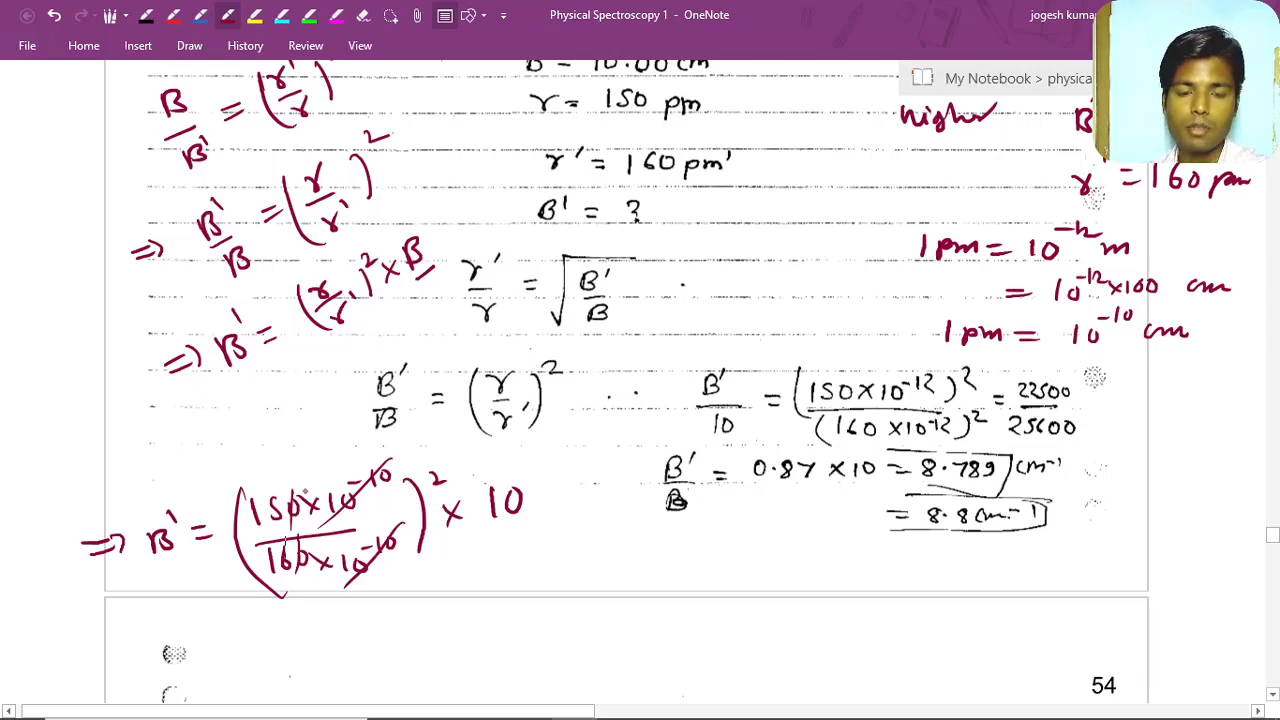 Physical Spectroscopy 1 - OneNote
jogesh kuma
File Home Insert Draw History Review View
My Notebook > physica
B = 10.00cm
r = 150 pm
r' = 160 pm'
B' = ?
r'/r = √(B'/B)
B'/B = (r/r')² ∴ B'/10 = (150×10⁻¹²)²/(160×10⁻¹²)² = 22500/25600
B'/B = 0.87 × 10 = 8.789 cm⁻¹
= 8.8 cm⁻¹
B/B' = (r'/r)²
⇒ B'/B = (r/r')²
⇒ B' = (r/r')² × B
⇒ B' = (150×10⁻¹⁰/160×10⁻¹⁰)² × 10
higher B
r = 160 pm
1 pm = 10⁻¹² m
= 10⁻¹² × 100 cm
1 pm = 10⁻¹⁰ cm
54